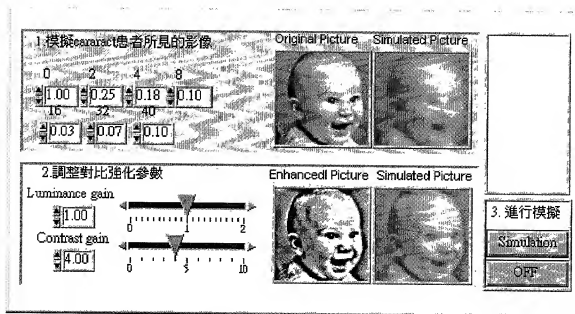 1.模擬cararact患者所見的影像
Original Picture Simulated Picture
0 2 4 8
1.00 0.25 0.18 0.10
16 32 40
0.03 0.07 0.10
2.調整對比強化參數
Enhancedl Picture Simulated Picture
Luminance gain
1.00
0 1 2
Contrast gain
4.00
0 5 10
3. 進行模擬
Simulation
OFF